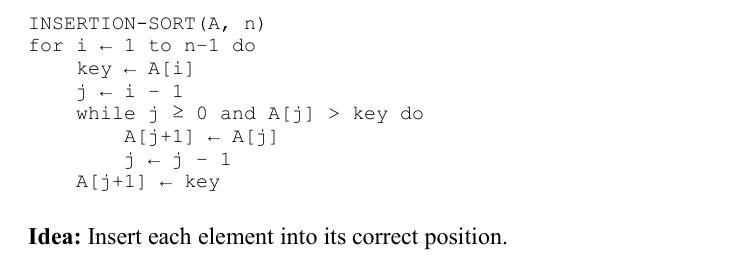 INSERTION-SORT(A, n)
for i ← 1 to n-1 do
    key ← A[i]
    j ← i - 1
    while j ≥ 0 and A[j] > key do
        A[j+1] ← A[j]
        j ← j - 1
    A[j+1] ← key
Idea: Insert each element into its correct position.